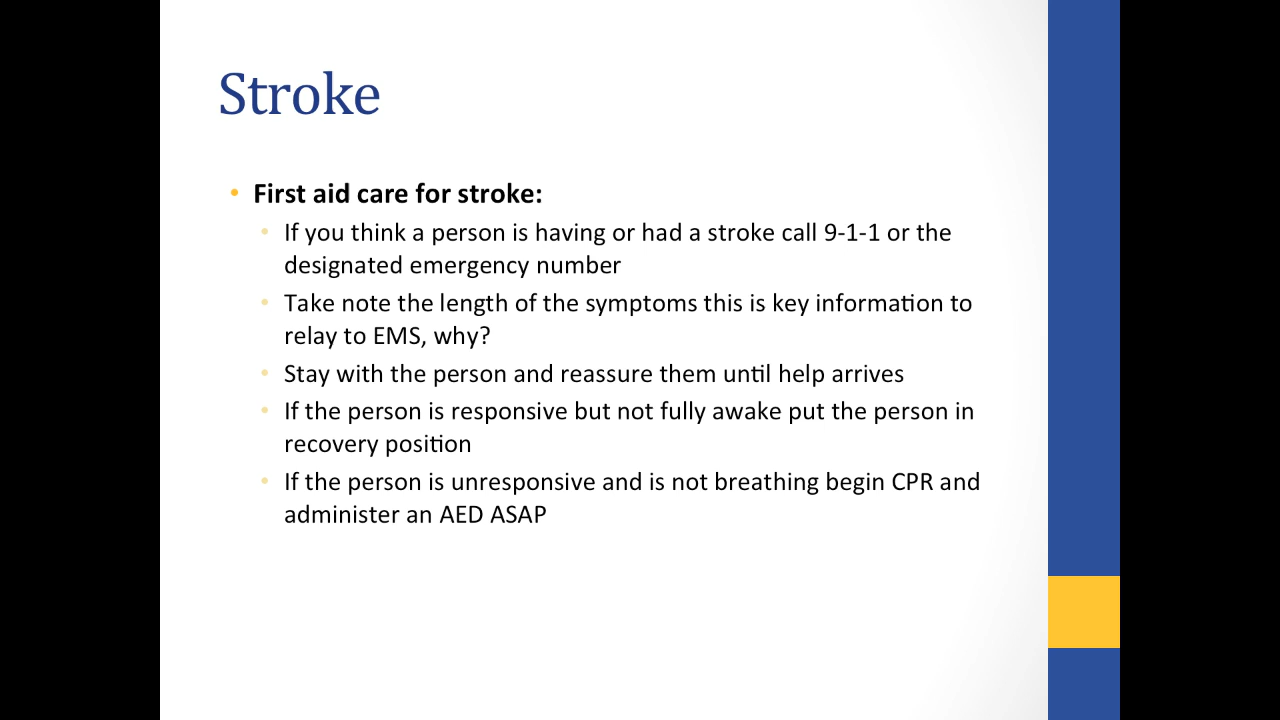 Stroke
• First aid care for stroke:
• If you think a person is having or had a stroke call 9-1-1 or the
designated emergency number
• Take note the length of the symptoms this is key information to
relay to EMS, why?
• Stay with the person and reassure them until help arrives
• If the person is responsive but not fully awake put the person in
recovery position
• If the person is unresponsive and is not breathing begin CPR and
administer an AED ASAP